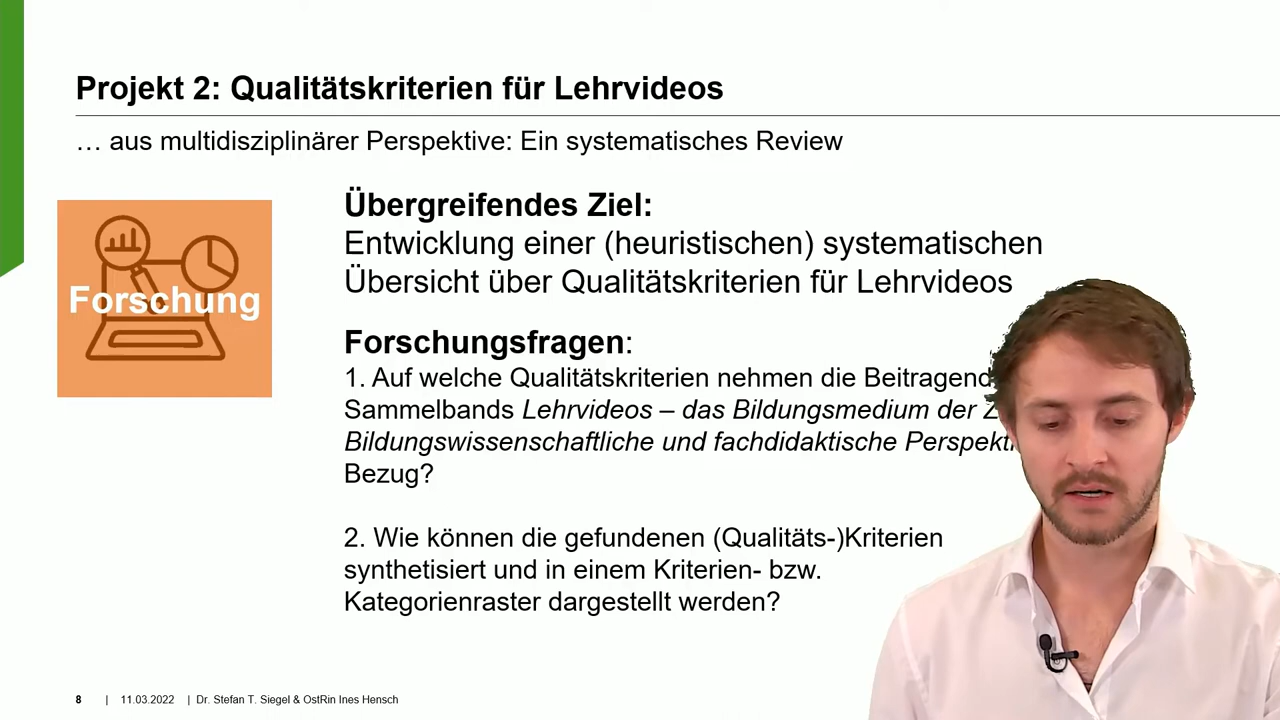 Projekt 2: Qualitätskriterien für Lehrvideos
… aus multidisziplinärer Perspektive: Ein systematisches Review
Forschung
Übergreifendes Ziel:
Entwicklung einer (heuristischen) systematischen
Übersicht über Qualitätskriterien für Lehrvideos
Forschungsfragen:
1. Auf welche Qualitätskriterien nehmen die
Sammelbands Lehrvideos – das Bildungsmedium der
Bildungswissenschaftliche und fachdidaktische
Bezug?
2. Wie können die gefundenen (Qualitäts-)Kriterien
synthetisiert und in einem Kriterien- bzw.
Kategorienraster dargestellt werden?
8 | 11.03.2022 | Dr. Stefan T. Siegel & OstRin Ines Hensch